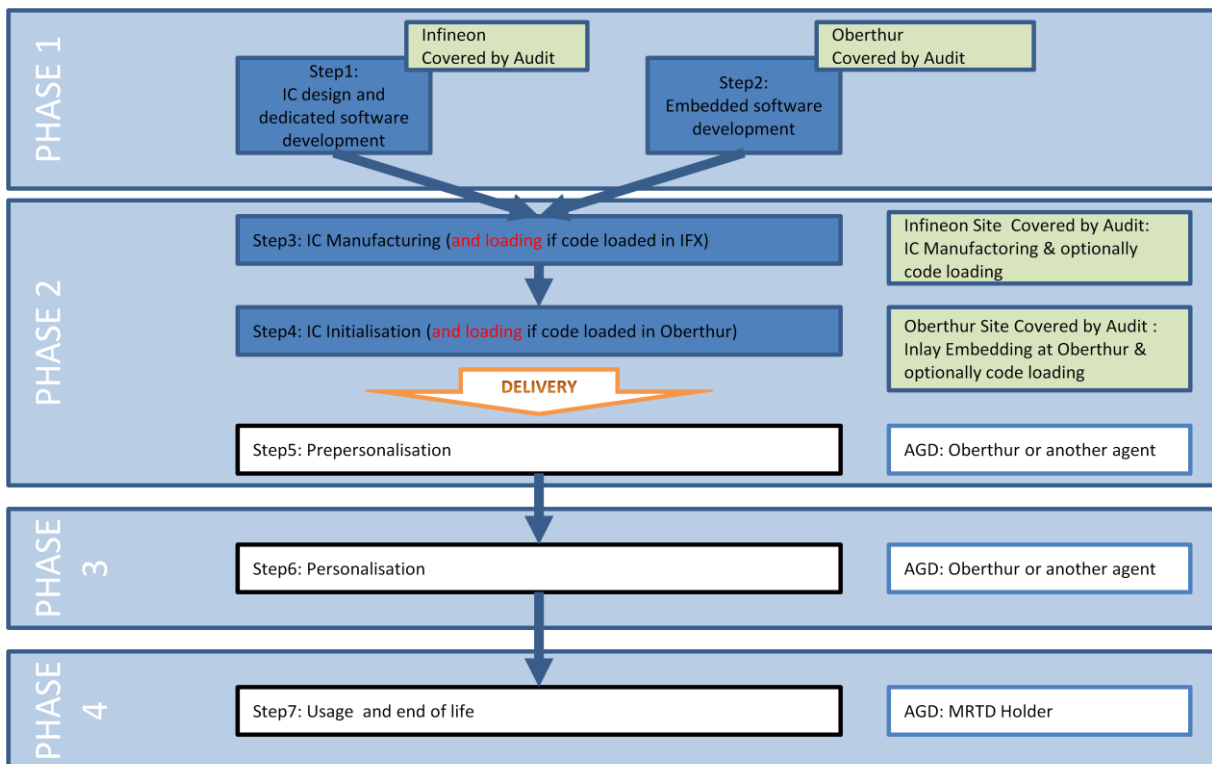 PHASE 1
Infineon
Covered by Audit
Step1:
IC design and
dedicated software
development
Oberthur
Covered by Audit
Step2:
Embedded software
development
PHASE 2
Step3: IC Manufacturing (and loading if code loaded in IFX)
Infineon Site Covered by Audit:
IC Manufactoring & optionally
code loading
Step4: IC Initialisation (and loading if code loaded in Oberthur)
Oberthur Site Covered by Audit :
Inlay Embedding at Oberthur &
optionally code loading
DELIVERY
Step5: Prepersonalisation
AGD: Oberthur or another agent
PHASE
3
Step6: Personalisation
AGD: Oberthur or another agent
PHASE
4
Step7: Usage and end of life
AGD: MRTD Holder